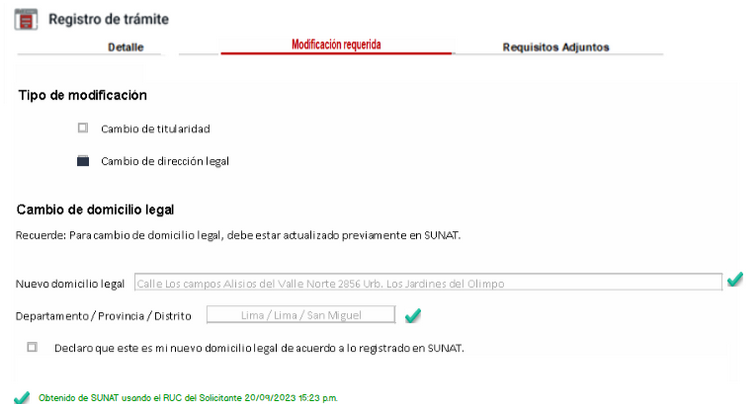 Registro de trámite
Detalle Modificación requerida Requisitos Adjuntos
Tipo de modificación
Cambio de titularidad
Cambio de dirección legal
Cambio de domicilio legal
Recuerde: Para cambio de domicilio legal, debe estar actualizado previamente en SUNAT.
Nuevo domicilio legal Calle Los campos Alisios del Valle Norte 2856 Urb. Los Jardines del Olimpo
Departamento / Provincia / Distrito Lima / Lima / San Miguel
Declaro que este es mi nuevo domicilio legal de acuerdo a lo registrado en SUNAT.
Obtenido de SUNAT usando el RUC del Solicitante 20/09/2023 15:23 p.m.